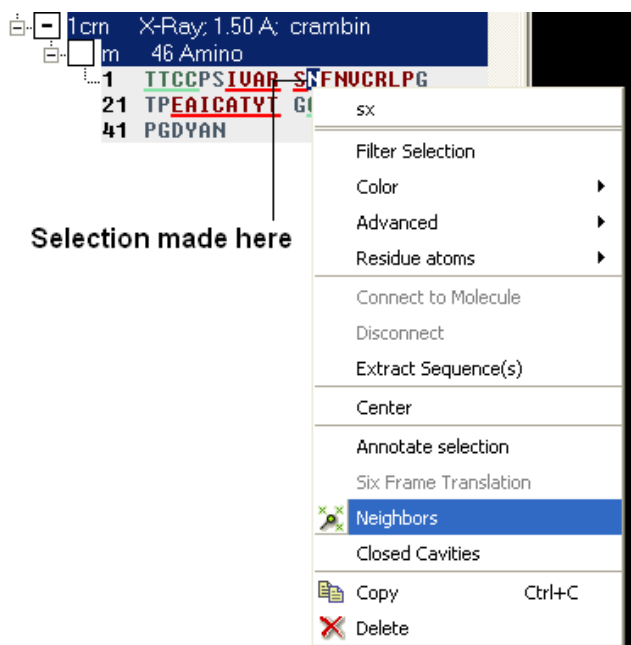 1crn X-Ray; 1.50 A; crambin
m 46 Amino
1 TTCCPSIVAR SNFNVCRLPG
21 TPEAICATYT G
41 PGDYAN
Selection made here
sx
Filter Selection
Color
Advanced
Residue atoms
Connect to Molecule
Disconnect
Extract Sequence(s)
Center
Annotate selection
Six Frame Translation
Neighbors
Closed Cavities
Copy Ctrl+C
Delete